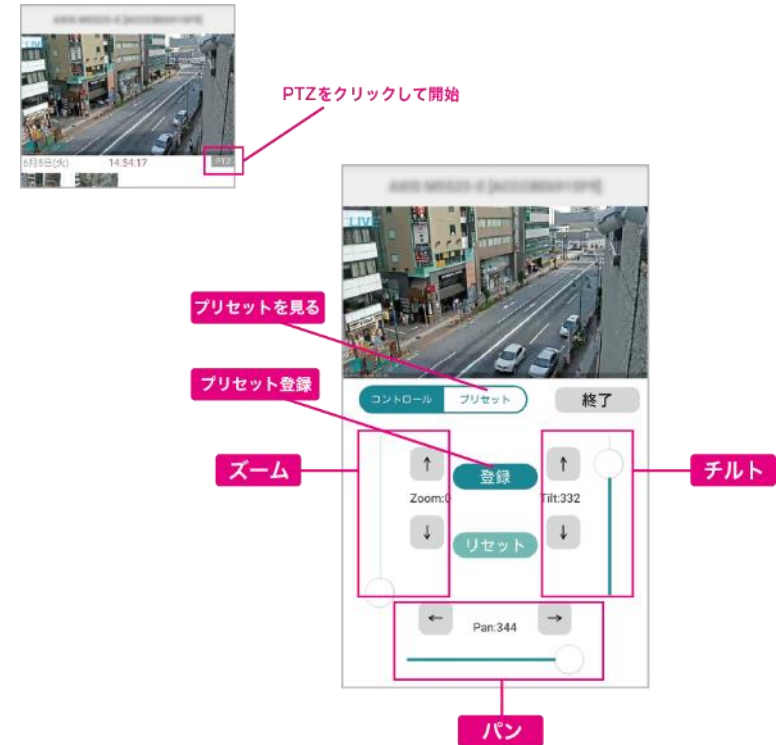 PTZをクリックして開始
LIVE
6月5日(火) 14:54:17 PTZ
LIVE
プリセットを見る
プリセット登録
コントロール プリセット 終了
ズーム
チルト
↑ 登録 ↑
Zoom:0 Tilt:332
↓ リセット ↓
← Pan:344 →
パン